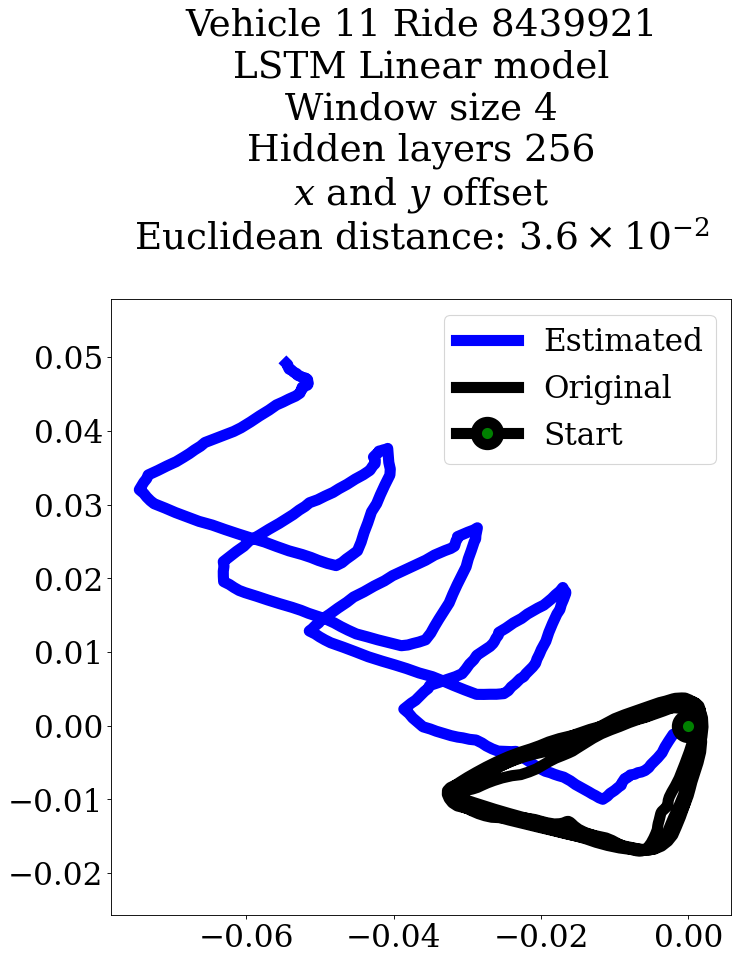 Vehicle 11 Ride 8439921
LSTM Linear model
Window size 4
Hidden layers 256
x and y offset
Euclidean distance: 3.6 × 10⁻²
Estimated
Original
Start
0.05
0.04
0.03
0.02
0.01
0.00
−0.01
−0.02
−0.06 −0.04 −0.02 0.00